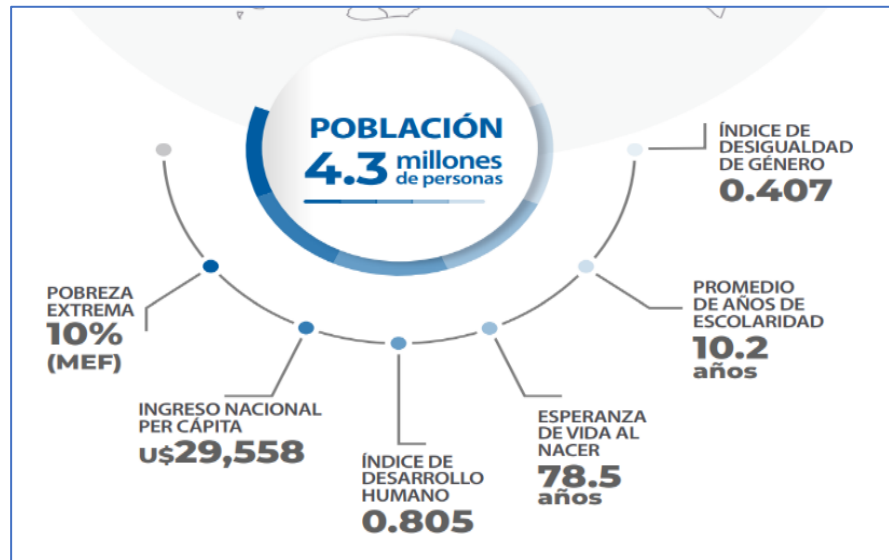 POBLACIÓN
4.3 millones
de personas
ÍNDICE DE
DESIGUALDAD
DE GÉNERO
0.407
POBREZA
EXTREMA
10%
(MEF)
PROMEDIO
DE AÑOS DE
ESCOLARIDAD
10.2
años
INGRESO NACIONAL
PER CÁPITA
U$29,558
ESPERANZA
DE VIDA AL
NACER
78.5
años
ÍNDICE DE
DESARROLLO
HUMANO
0.805